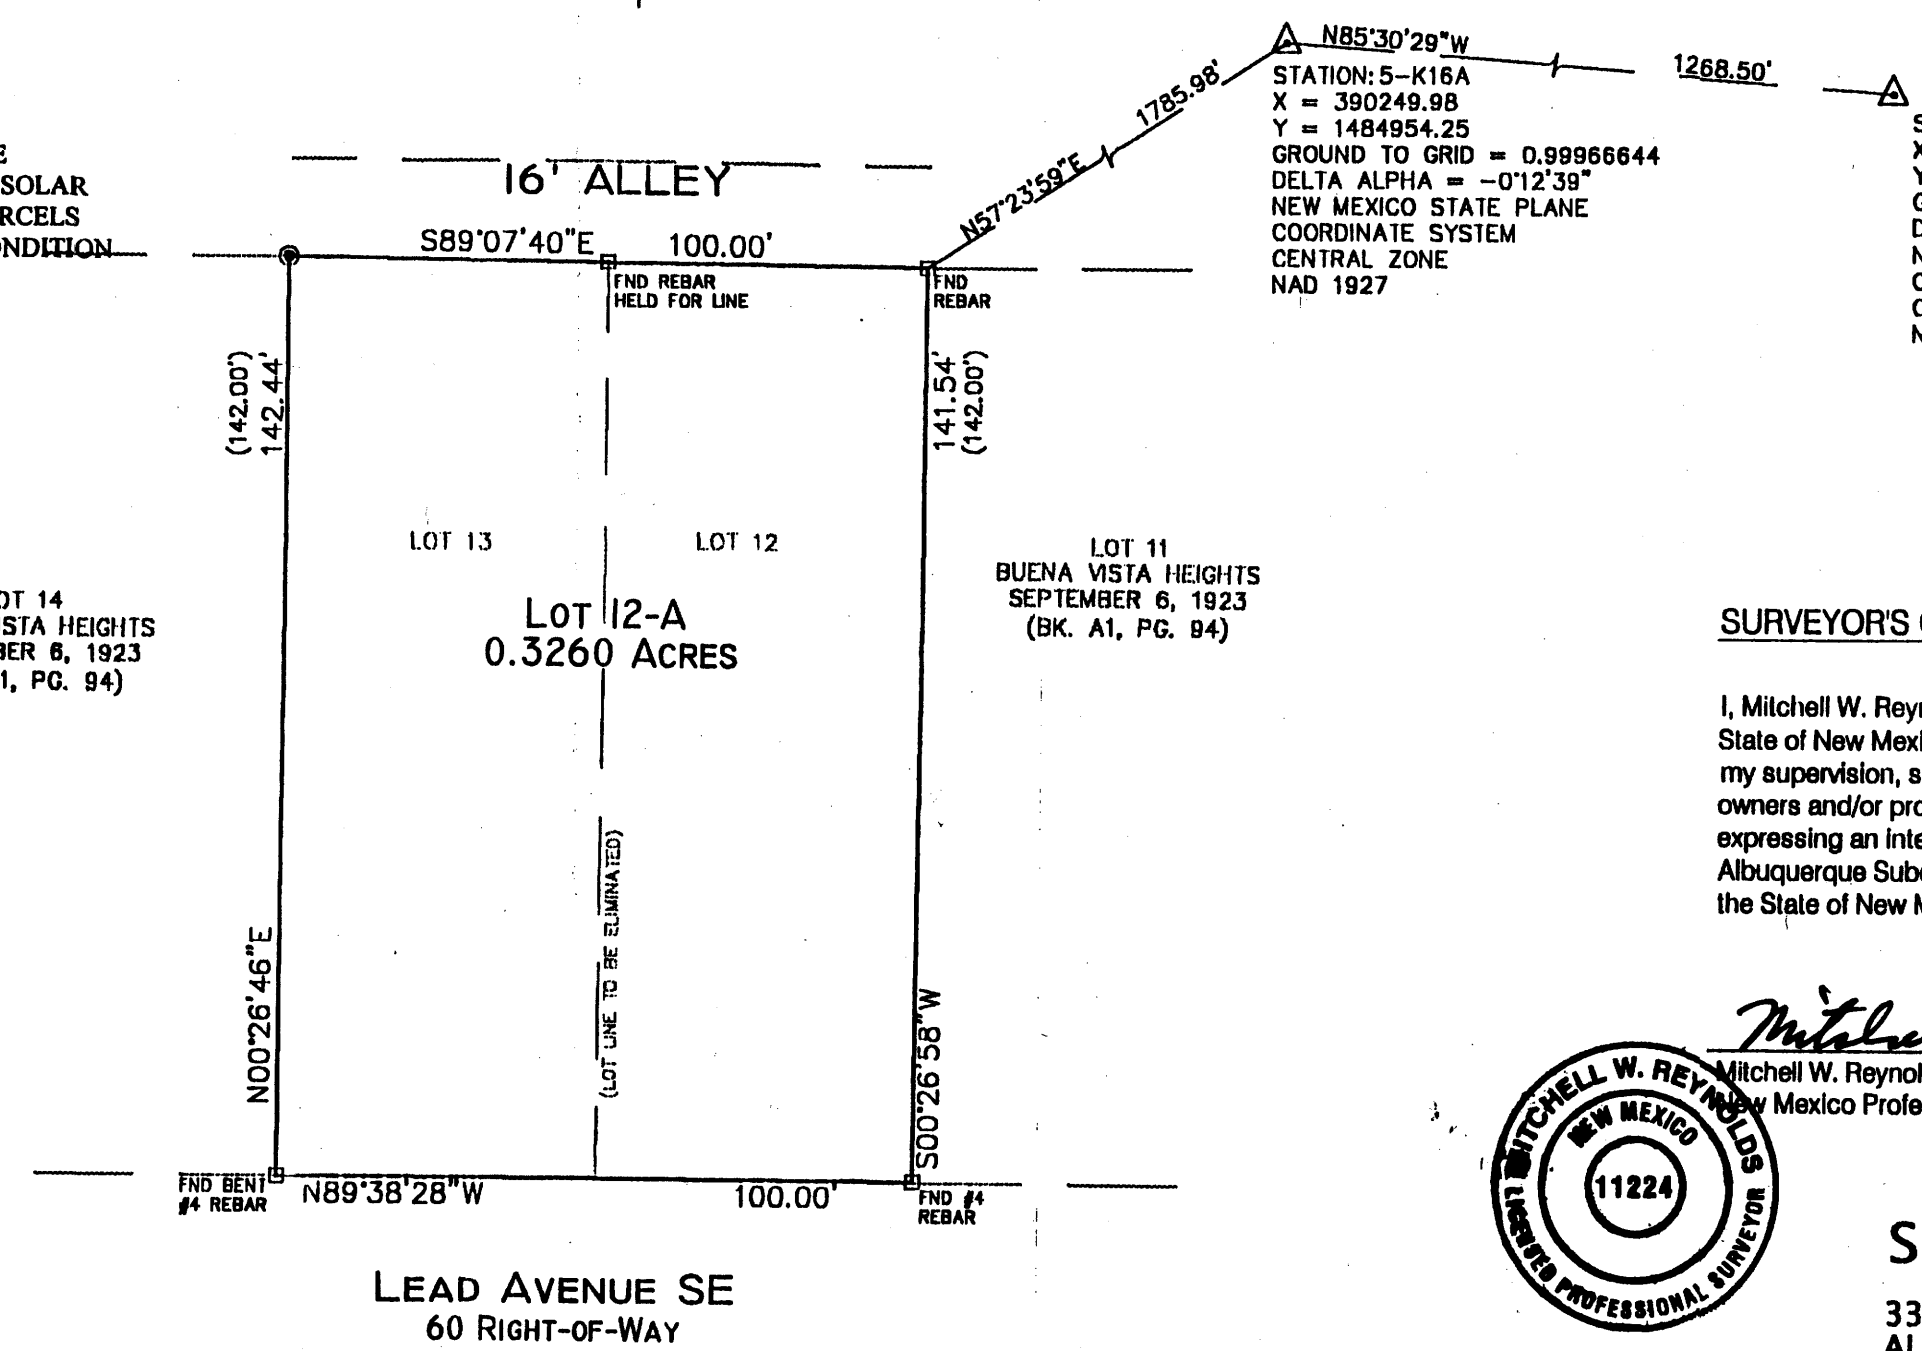 N85°30'29"W
1268.50'
STATION: 5-K16A
X = 390249.98
Y = 1484954.25
GROUND TO GRID = 0.99966644
DELTA ALPHA = -0°12'39"
NEW MEXICO STATE PLANE
COORDINATE SYSTEM
CENTRAL ZONE
NAD 1927
1785.98'
N57°23'59"E
SOLAR
RCELS
ONDITION
16' ALLEY
S89°07'40"E 100.00'
FND REBAR
HELD FOR LINE
FND
REBAR
(142.00')
142.44'
141.54'
(142.00')
LOT 13
LOT 12
LOT 12-A
0.3260 ACRES
LOT 11
BUENA VISTA HEIGHTS
SEPTEMBER 6, 1923
(BK. A1, PG. 94)
OT 14
STA HEIGHTS
BER 6, 1923
1, PG. 94)
(LOT LINE TO BE ELIMINATED)
N00°26'46"E
S00°26'58"W
FND BENT
#4 REBAR
N89°38'28"W
100.00'
FND #4
REBAR
LEAD AVENUE SE
60 RIGHT-OF-WAY
SURVEYOR'S
I, Mitchell W. Reyn
State of New Mexi
my supervision, s
owners and/or pro
expressing an inte
Albuquerque Sub
the State of New M
Mitchell W. Reynol
New Mexico Profe
MITCHELL W. REYNOLDS
NEW MEXICO
11224
LICENSED PROFESSIONAL SURVEYOR
S
33